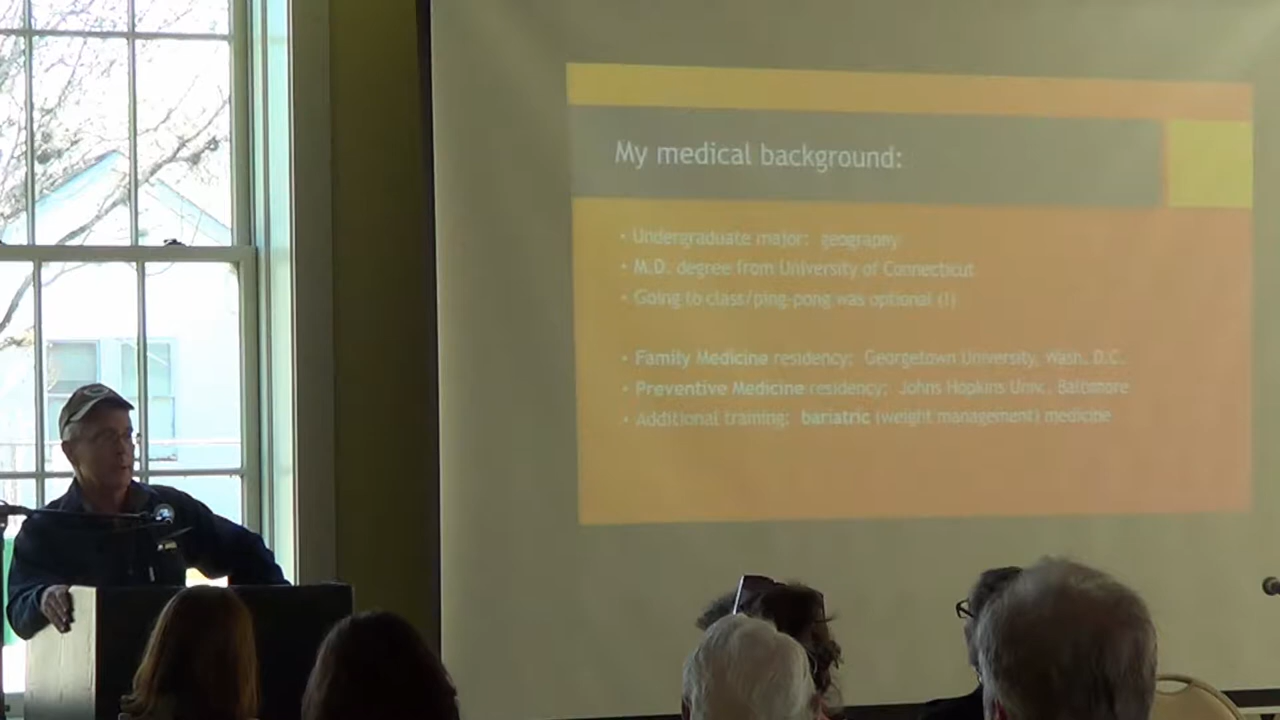 My medical background:
• Undergraduate major: geography
• M.D. degree from University of Connecticut
• Going to class/ping-pong was optional (!)
• Family Medicine residency: Georgetown University, Wash. D.C.
• Preventive Medicine residency: Johns Hopkins Univ., Baltimore
• Additional training: bariatric (weight management) medicine